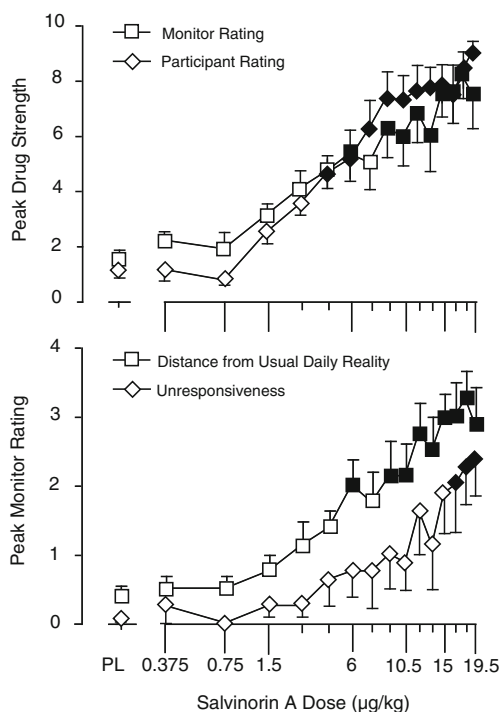 10
8
6
4
2
0
Peak Drug Strength
Monitor Rating
Participant Rating
4
3
2
1
0
Peak Monitor Rating
Distance from Usual Daily Reality
Unresponsiveness
PL 0.375 0.75 1.5 6 10.5 15 19.5
Salvinorin A Dose (µg/kg)